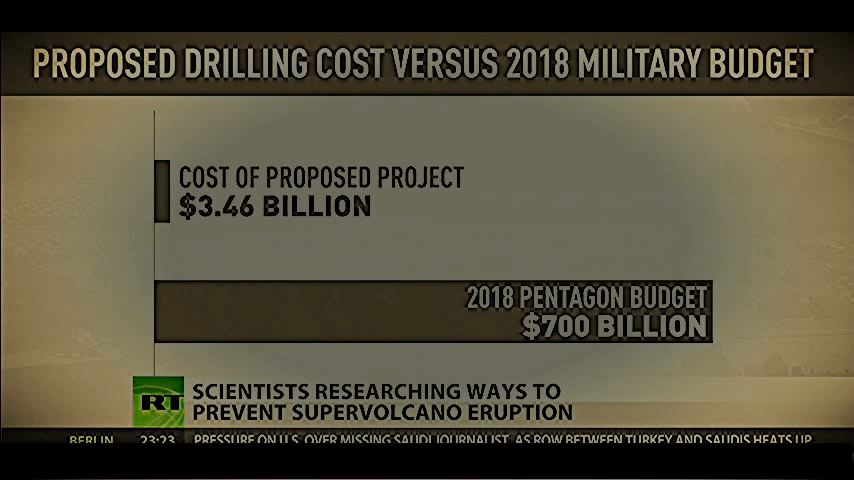 PROPOSED DRILLING COST VERSUS 2018 MILITARY BUDGET
COST OF PROPOSED PROJECT
$3.46 BILLION
2018 PENTAGON BUDGET
$700 BILLION
RT SCIENTISTS RESEARCHING WAYS TO
PREVENT SUPERVOLCANO ERUPTION
BERLIN 23:23 PRESSURE ON U.S. OVER MISSING SAUDI JOURNALIST, AS ROW BETWEEN TURKEY AND SAUDIS HEATS UP